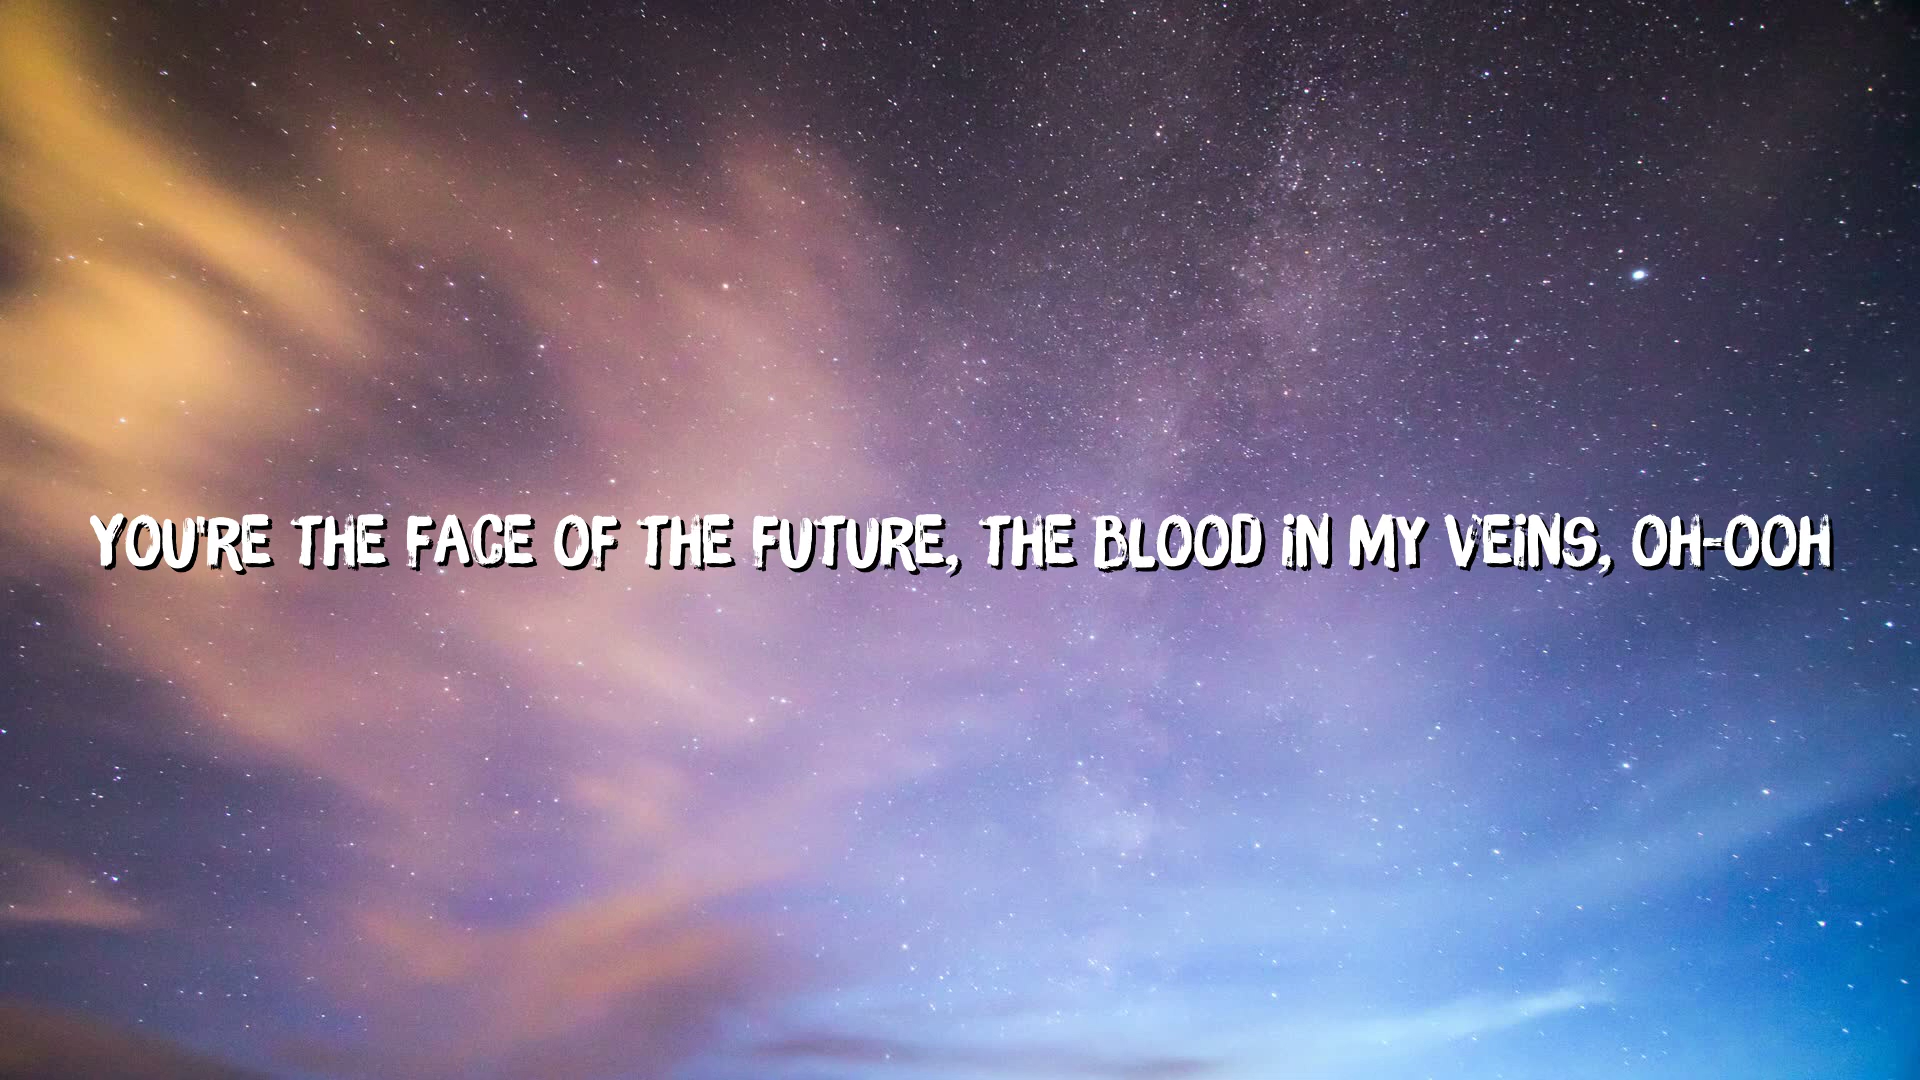 YOU'RE THE FACE OF THE FUTURE, THE BLOOD IN MY VEINS, OH-OOH